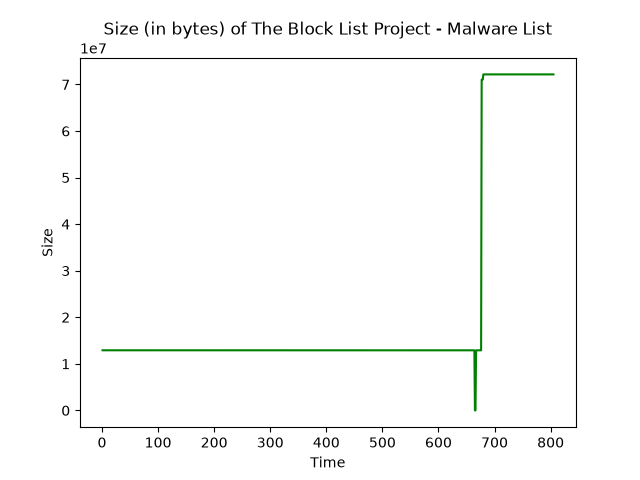 Size (in bytes) of The Block List Project - Malware List
1e7
7
6
5
4
3
2
1
0
Size
0 100 200 300 400 500 600 700 800
Time